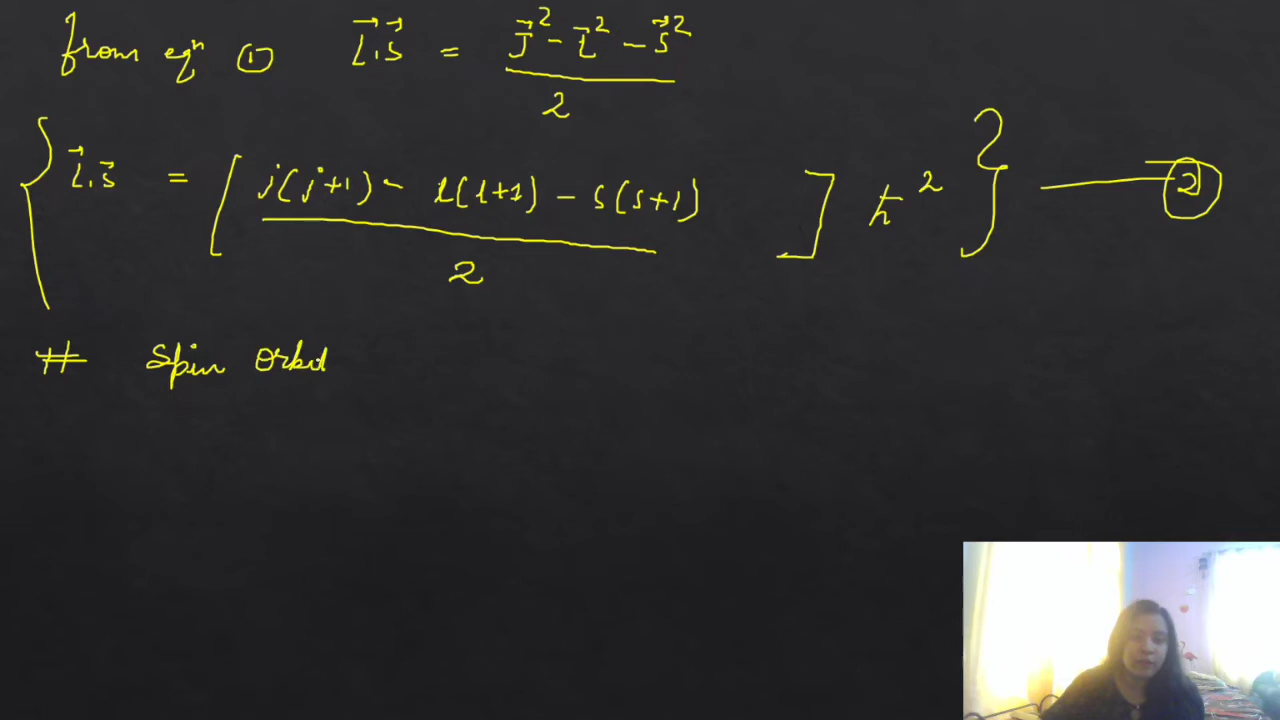 from eqⁿ ① L⃗.S⃗ = (J⃗² - L⃗² - S⃗²) / 2
{ L⃗.S⃗ = [ (j(j+1) - l(l+1) - s(s+1)) / 2 ] ħ² } — ②
# Spin orbit